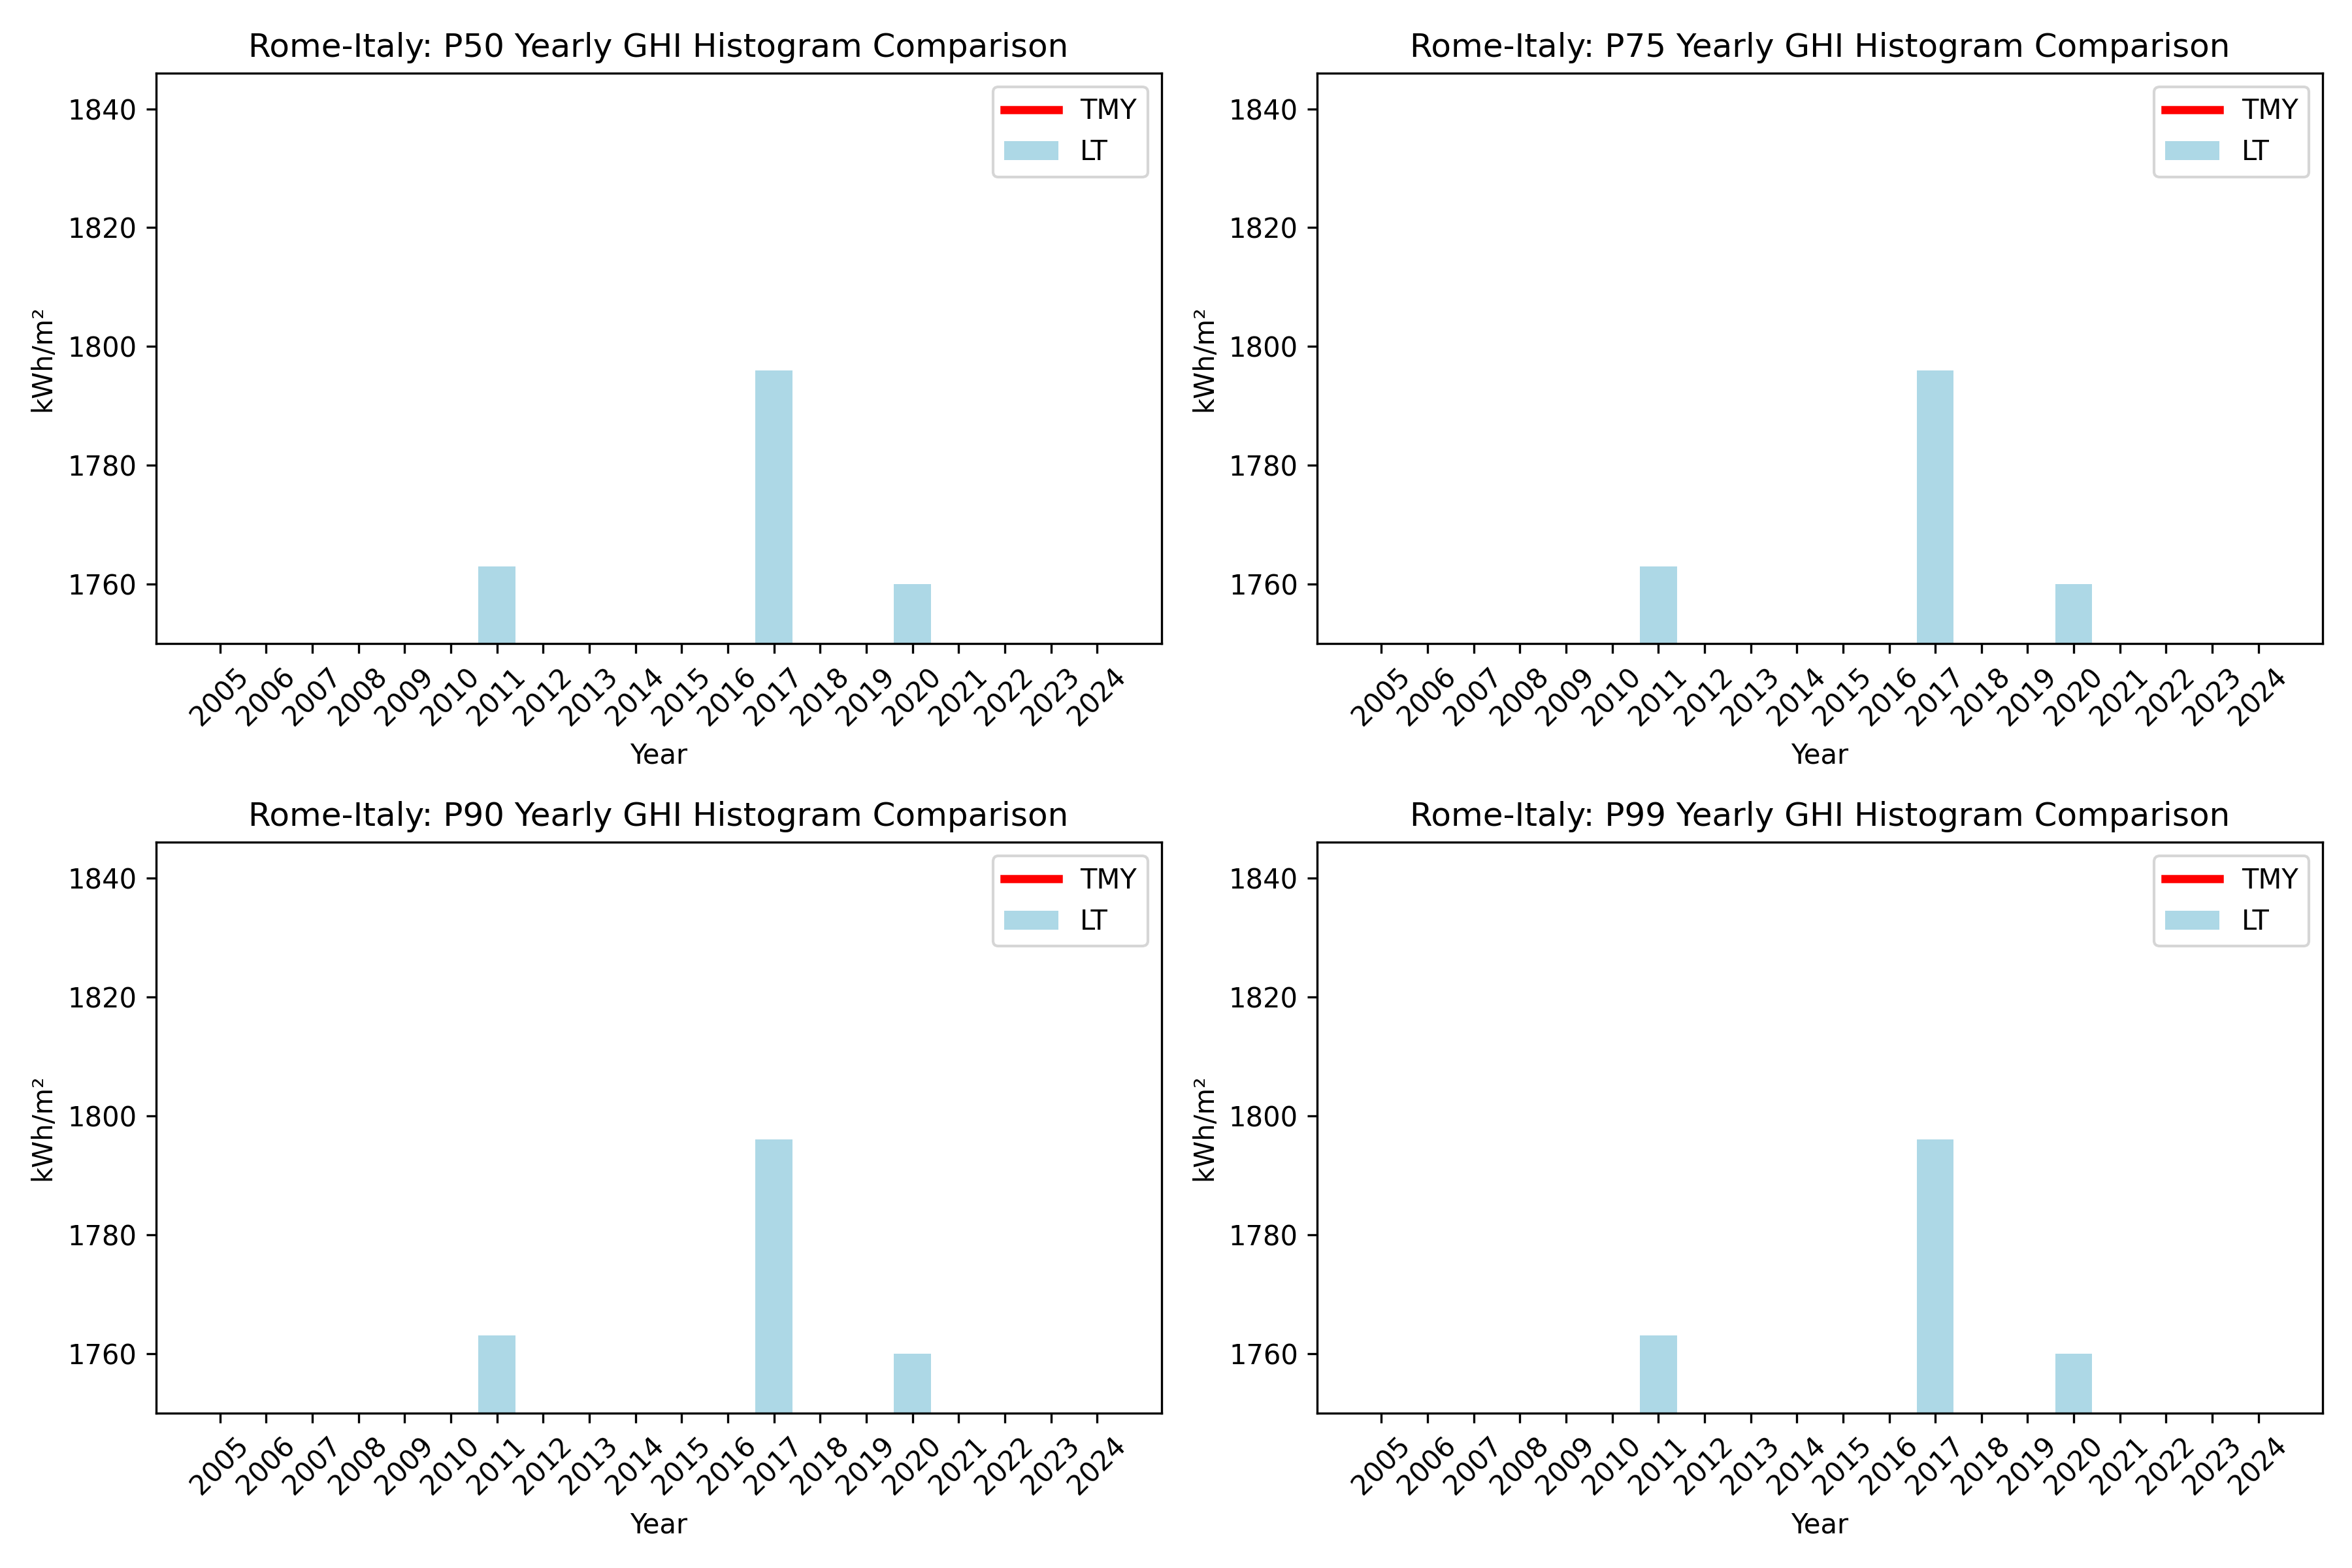 Rome-Italy: P50 Yearly GHI Histogram Comparison
TMY
LT
kWh/m²
1840
1820
1800
1780
1760
2005 2006 2007 2008 2009 2010 2011 2012 2013 2014 2015 2016 2017 2018 2019 2020 2021 2022 2023 2024
Year
Rome-Italy: P75 Yearly GHI Histogram Comparison
TMY
LT
kWh/m²
1840
1820
1800
1780
1760
2005 2006 2007 2008 2009 2010 2011 2012 2013 2014 2015 2016 2017 2018 2019 2020 2021 2022 2023 2024
Year
Rome-Italy: P90 Yearly GHI Histogram Comparison
TMY
LT
kWh/m²
1840
1820
1800
1780
1760
2005 2006 2007 2008 2009 2010 2011 2012 2013 2014 2015 2016 2017 2018 2019 2020 2021 2022 2023 2024
Year
Rome-Italy: P99 Yearly GHI Histogram Comparison
TMY
LT
kWh/m²
1840
1820
1800
1780
1760
2005 2006 2007 2008 2009 2010 2011 2012 2013 2014 2015 2016 2017 2018 2019 2020 2021 2022 2023 2024
Year